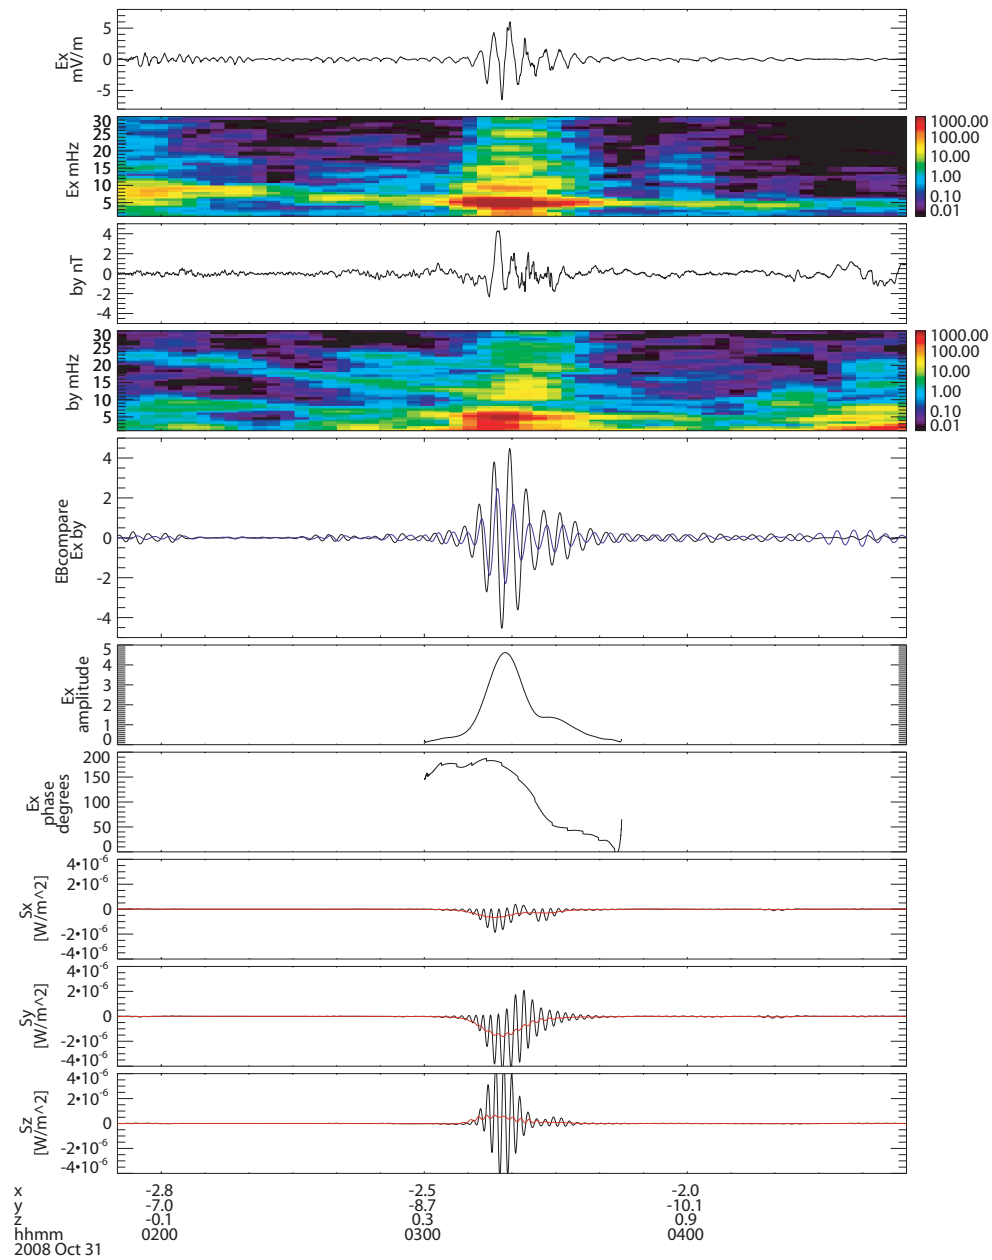 5
0
-5
Ex
mV/m
30
25
20
15
10
5
Ex mHz
1000.00
100.00
10.00
1.00
0.10
0.01
4
2
0
-2
-4
by nT
30
25
20
15
10
5
by mHz
1000.00
100.00
10.00
1.00
0.10
0.01
4
2
0
-2
-4
EBcompare
Ex by
5
4
3
2
1
0
Ex
amplitude
200
150
100
50
0
Ex
phase
degrees
4•10⁻⁶
2•10⁻⁶
0
-2•10⁻⁶
-4•10⁻⁶
Sx
[W/m^2]
4•10⁻⁶
2•10⁻⁶
0
-2•10⁻⁶
-4•10⁻⁶
Sy
[W/m^2]
4•10⁻⁶
2•10⁻⁶
0
-2•10⁻⁶
-4•10⁻⁶
Sz
[W/m^2]
x -2.8 -2.5 -2.0
y -7.0 -8.7 -10.1
z -0.1 0.3 0.9
hhmm 0200 0300 0400
2008 Oct 31